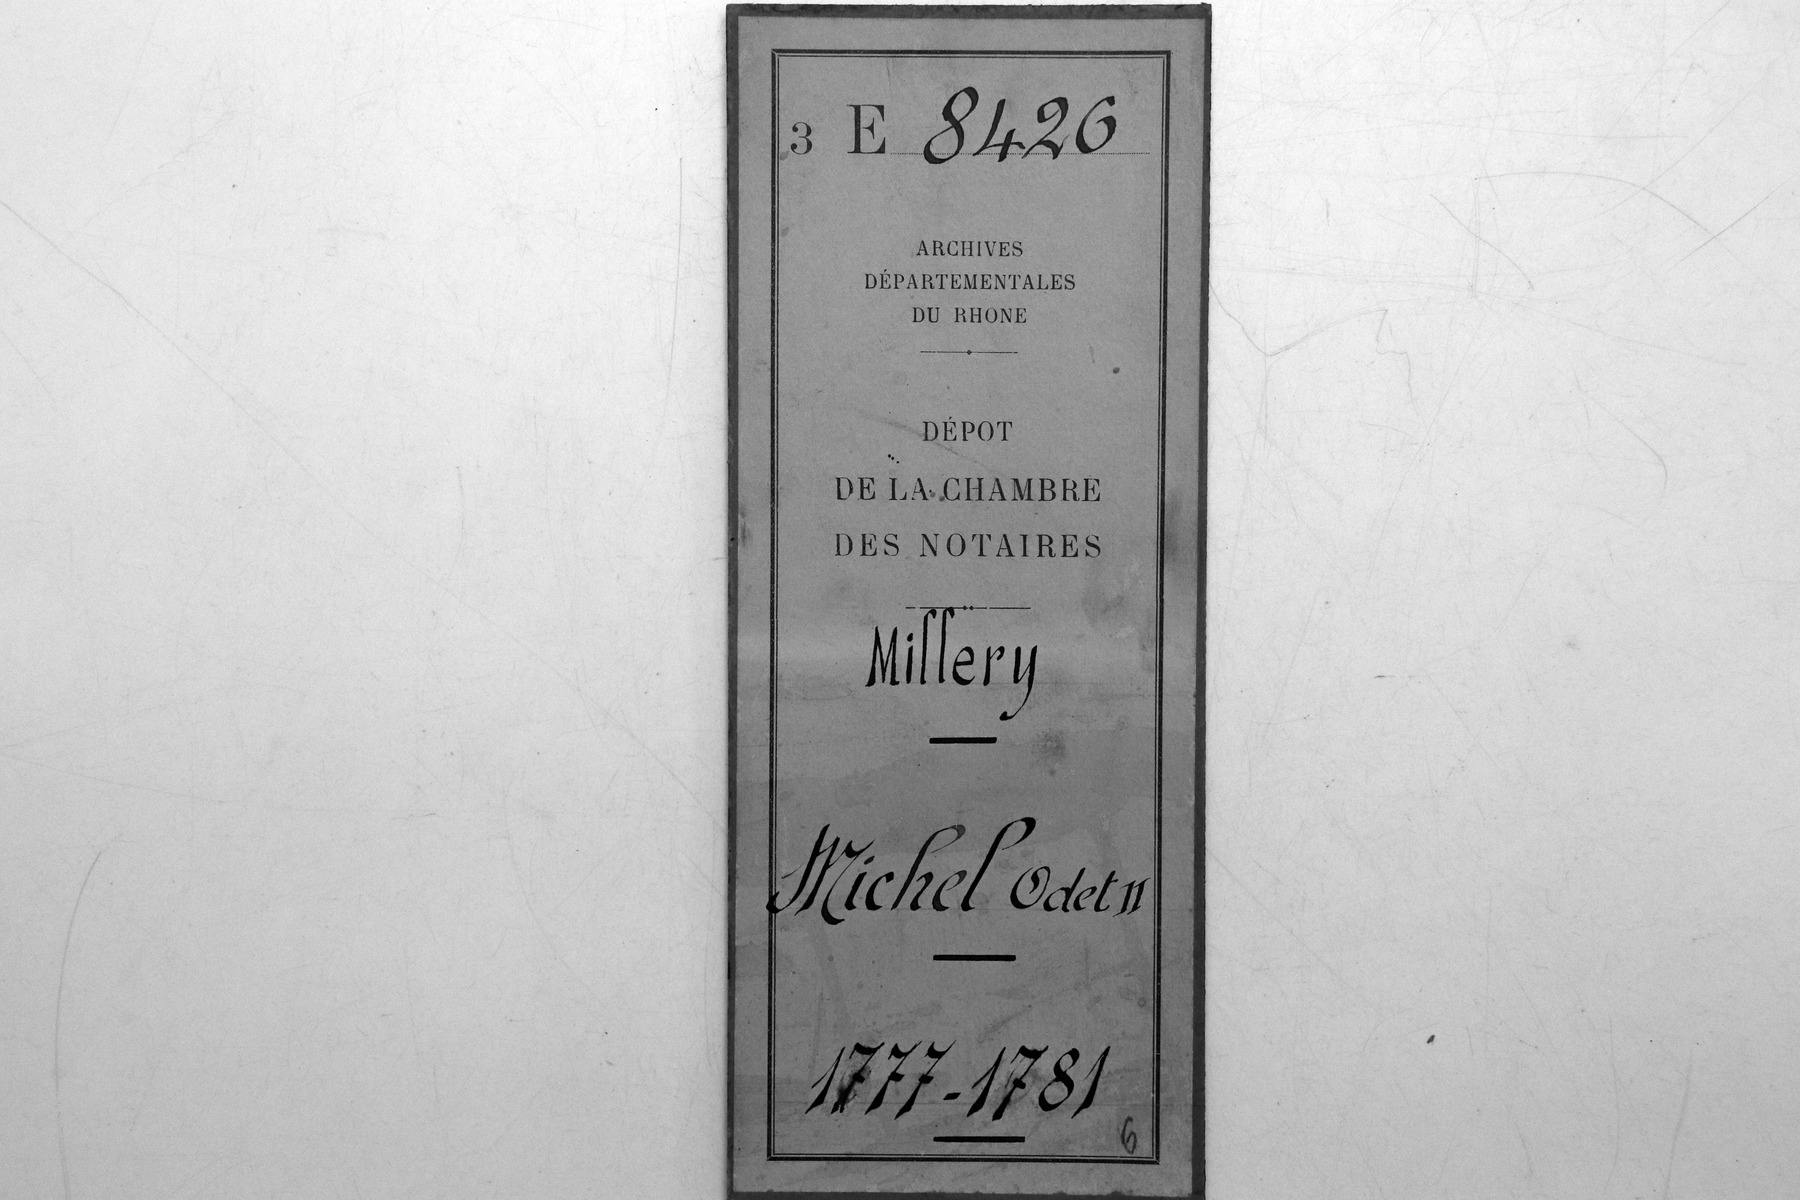 3 E 8426
ARCHIVES
DÉPARTEMENTALES
DU RHONE
DÉPOT
DE LA CHAMBRE
DES NOTAIRES
Millery
Michel Odet II
1777-1781
6